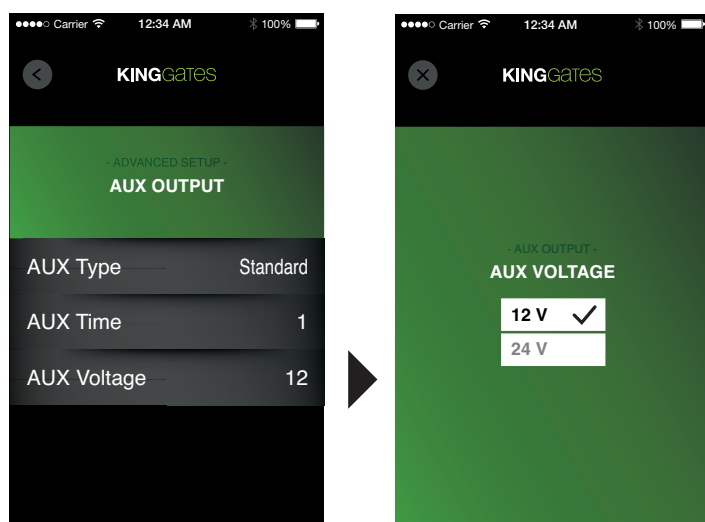 Carrier 12:34 AM 100%
KINGGATES
- ADVANCED SETUP -
AUX OUTPUT
AUX Type Standard
AUX Time 1
AUX Voltage 12
Carrier 12:34 AM 100%
KINGGATES
- AUX OUTPUT -
AUX VOLTAGE
12 V
24 V